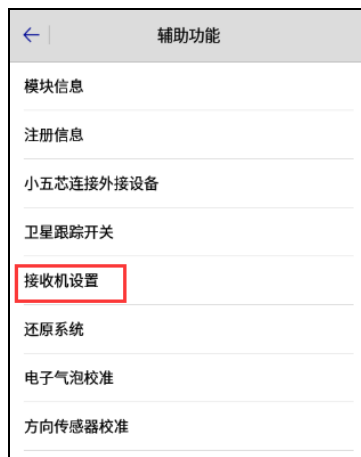 辅助功能
模块信息
注册信息
小五芯连接外接设备
卫星跟踪开关
接收机设置
还原系统
电子气泡校准
方向传感器校准